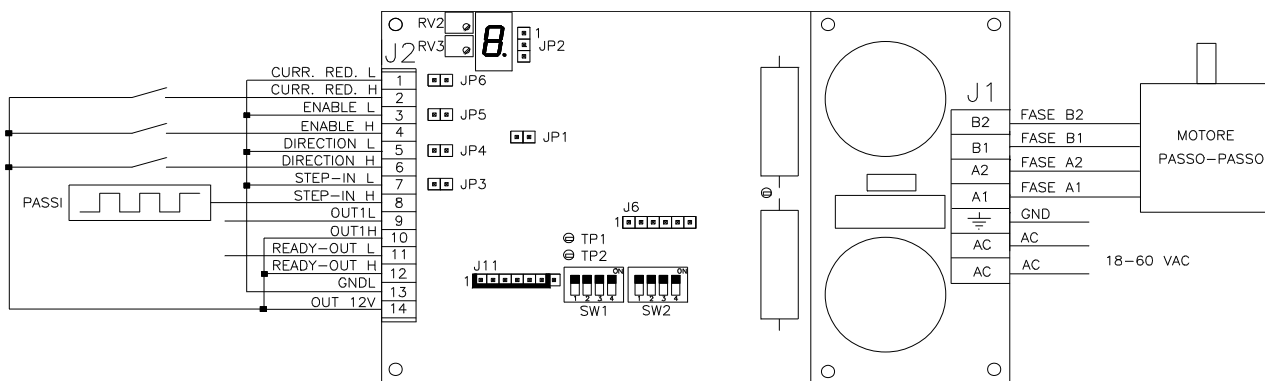 RV2
RV3
8.
1
JP2
J2
CURR. RED. L 1 JP6
CURR. RED. H 2
ENABLE L 3 JP5
ENABLE H 4
JP1
DIRECTION L 5 JP4
DIRECTION H 6
STEP-IN L 7 JP3
PASSI STEP-IN H 8
OUT1L 9
OUT1H 10
READY-OUT L 11
READY-OUT H 12
GNDL 13
OUT 12V 14
J6
1
TP1
TP2
J11
1
ON ON
1 2 3 4 1 2 3 4
SW1 SW2
J1
B2 FASE B2
B1 FASE B1
A2 FASE A2
A1 FASE A1
GND
AC AC
AC AC
18-60 VAC
MOTORE
PASSO-PASSO